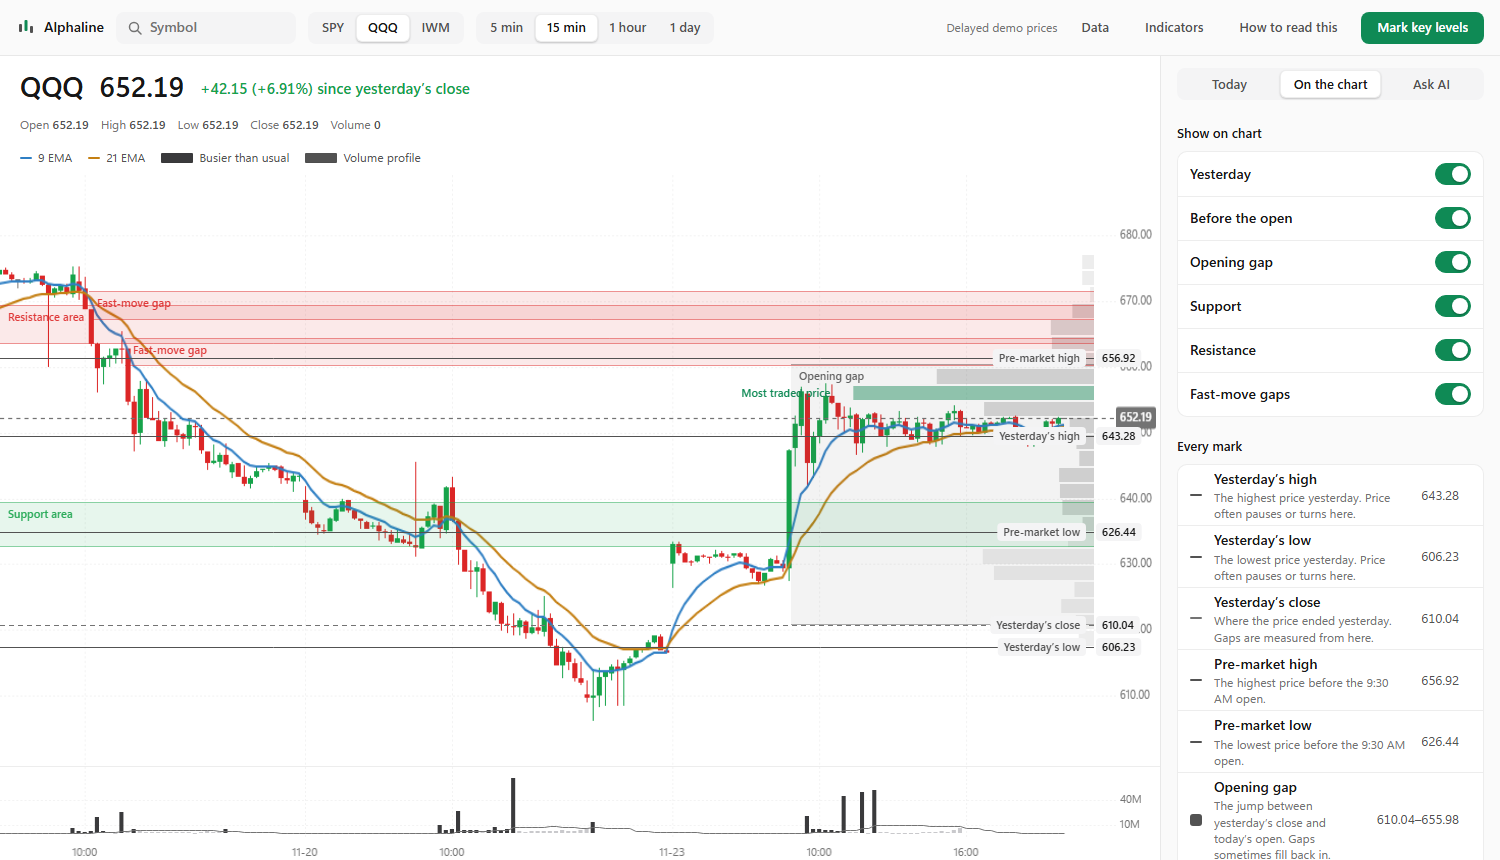 Alphaline
Symbol
SPY QQQ IWM
5 min 15 min 1 hour 1 day
Delayed demo prices
Data
Indicators
How to read this
Mark key levels
QQQ 652.19 +42.15 (+6.91%) since yesterday's close
Open 652.19 High 652.19 Low 652.19 Close 652.19 Volume 0
9 EMA 21 EMA Busier than usual Volume profile
680.00
670.00
Fast-move gap
Resistance area
Fast-move gap
Pre-market high 656.92
Opening gap
Most traded price
652.19
Yesterday's high 643.28
640.00
Support area
Pre-market low 626.44
630.00
Yesterday's close 610.04
Yesterday's low 606.23
610.00
40M
10M
10:00 11-20 10:00 11-23 10:00 16:00
Today On the chart Ask AI
Show on chart
Yesterday
Before the open
Opening gap
Support
Resistance
Fast-move gaps
Every mark
Yesterday's high
The highest price yesterday. Price
often pauses or turns here.
643.28
Yesterday's low
The lowest price yesterday. Price
often pauses or turns here.
606.23
Yesterday's close
Where the price ended yesterday.
Gaps are measured from here.
610.04
Pre-market high
The highest price before the 9:30
AM open.
656.92
Pre-market low
The lowest price before the 9:30 AM
open.
626.44
Opening gap
The jump between
yesterday's close and
today's open. Gaps
sometimes fill back in.
610.04–655.98